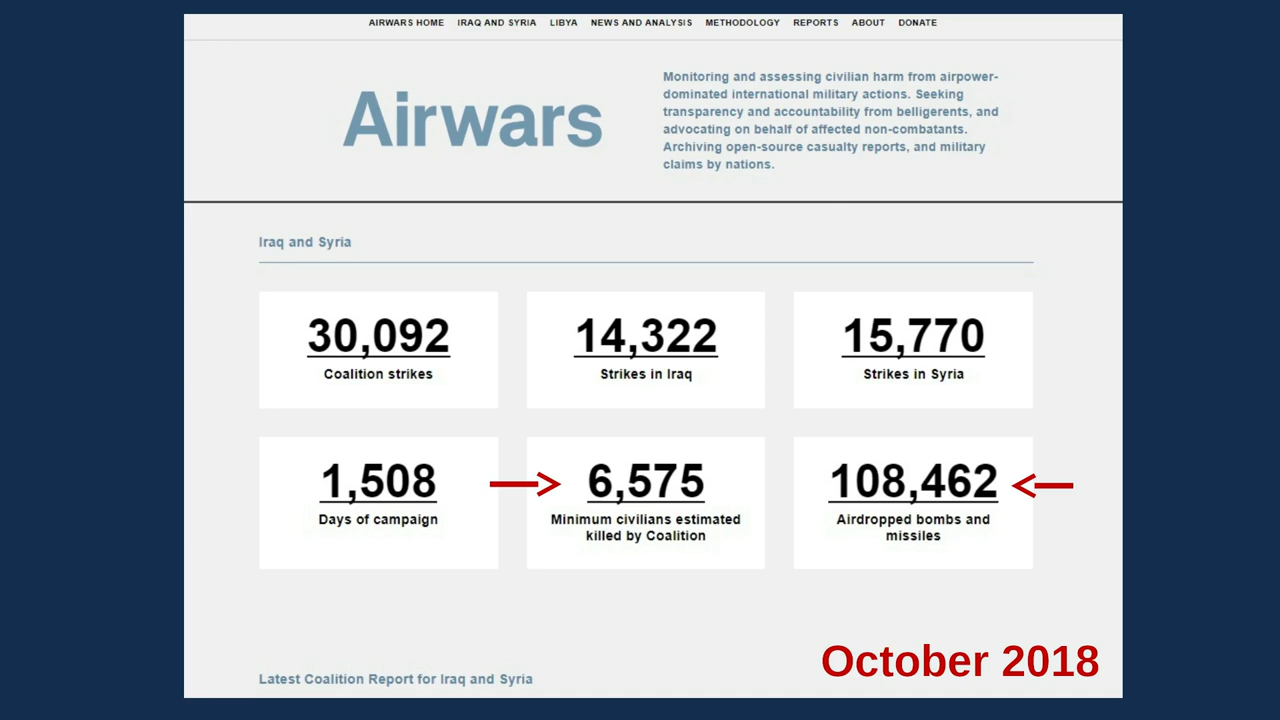 AIRWARS HOME IRAQ AND SYRIA LIBYA NEWS AND ANALYSIS METHODOLOGY REPORTS ABOUT DONATE
Airwars
Monitoring and assessing civilian harm from airpower-
dominated international military actions. Seeking
transparency and accountability from belligerents, and
advocating on behalf of affected non-combatants.
Archiving open-source casualty reports, and military
claims by nations.
Iraq and Syria
30,092
Coalition strikes
14,322
Strikes in Iraq
15,770
Strikes in Syria
1,508
Days of campaign
6,575
Minimum civilians estimated
killed by Coalition
108,462
Airdropped bombs and
missiles
October 2018
Latest Coalition Report for Iraq and Syria